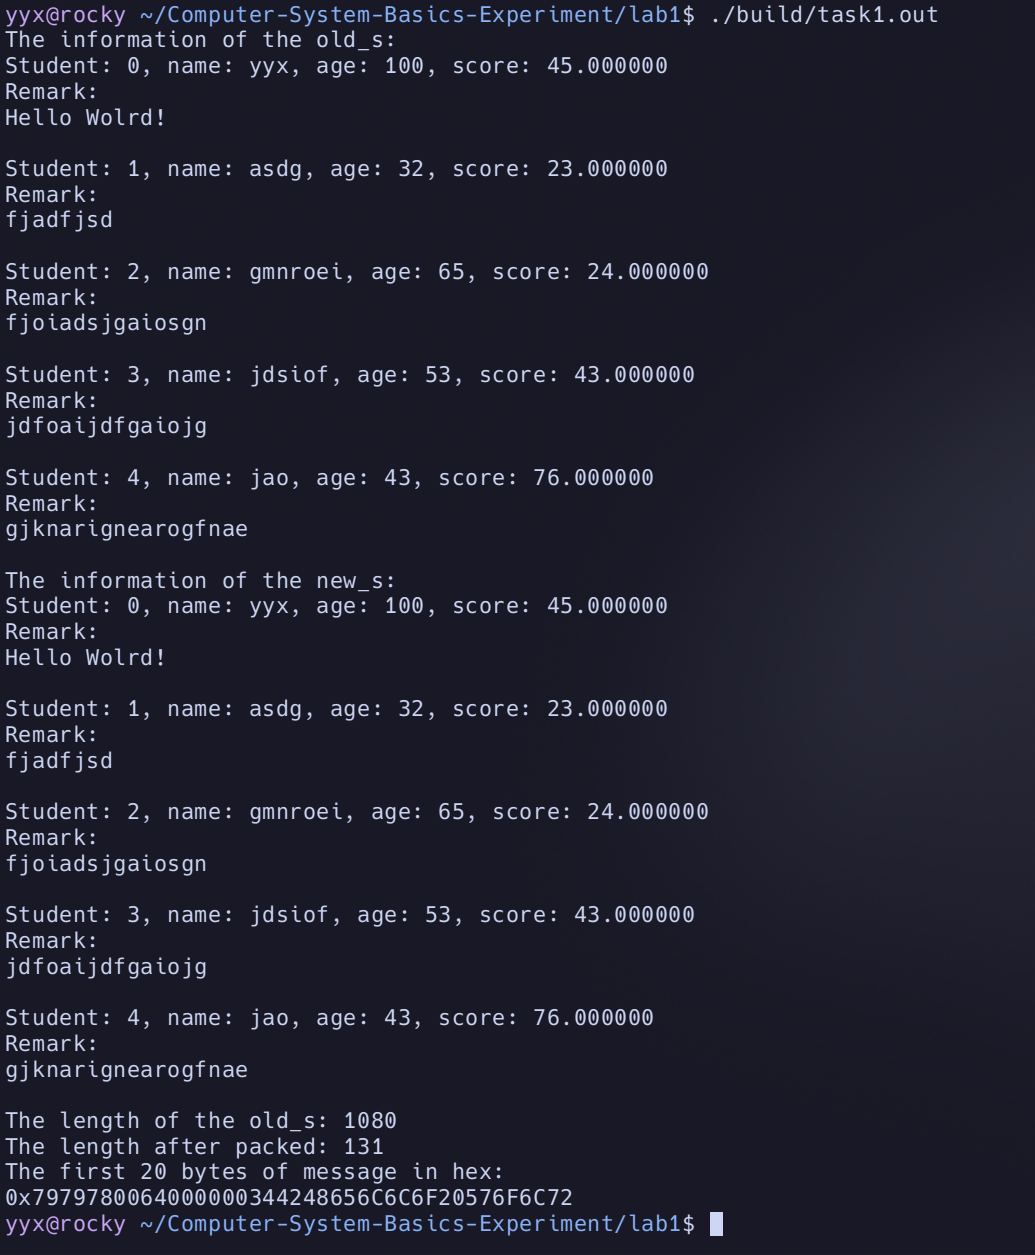 yyx@rocky ~/Computer-System-Basics-Experiment/lab1$ ./build/task1.out
The information of the old_s:
Student: 0, name: yyx, age: 100, score: 45.000000
Remark:
Hello Wolrd!
Student: 1, name: asdg, age: 32, score: 23.000000
Remark:
fjadfjsd
Student: 2, name: gmnroei, age: 65, score: 24.000000
Remark:
fjoiadsjgaiosgn
Student: 3, name: jdsiof, age: 53, score: 43.000000
Remark:
jdfoaijdfgaiojg
Student: 4, name: jao, age: 43, score: 76.000000
Remark:
gjknarignearogfnae
The information of the new_s:
Student: 0, name: yyx, age: 100, score: 45.000000
Remark:
Hello Wolrd!
Student: 1, name: asdg, age: 32, score: 23.000000
Remark:
fjadfjsd
Student: 2, name: gmnroei, age: 65, score: 24.000000
Remark:
fjoiadsjgaiosgn
Student: 3, name: jdsiof, age: 53, score: 43.000000
Remark:
jdfoaijdfgaiojg
Student: 4, name: jao, age: 43, score: 76.000000
Remark:
gjknarignearogfnae
The length of the old_s: 1080
The length after packed: 131
The first 20 bytes of message in hex:
0x7979780064000000344248656C6C6F20576F6C72
yyx@rocky ~/Computer-System-Basics-Experiment/lab1$